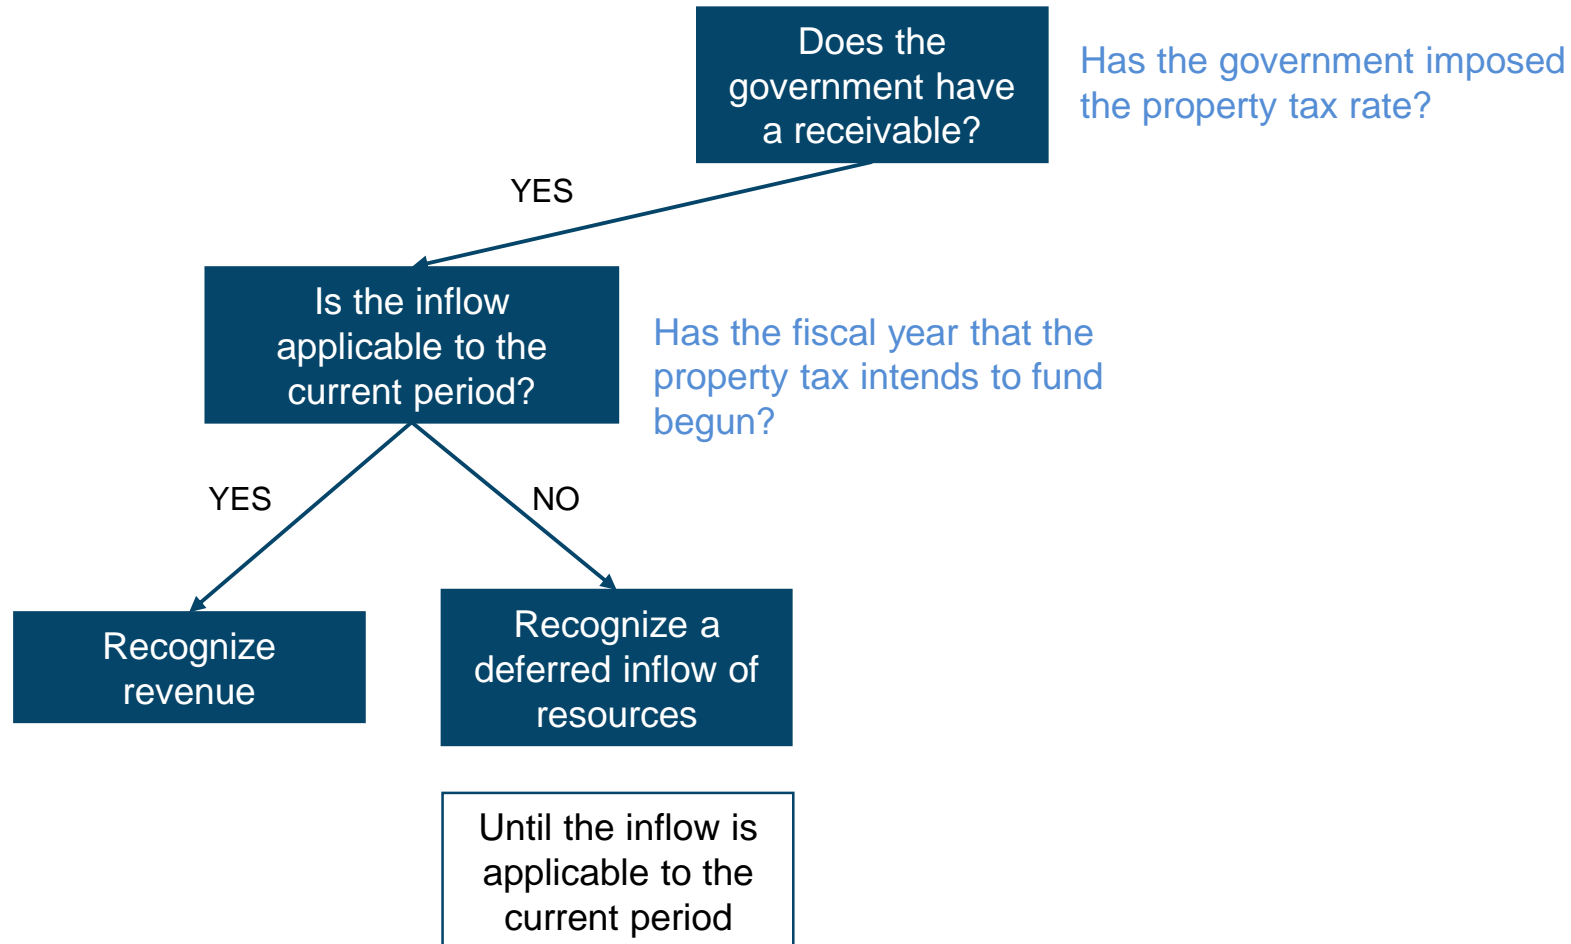 Does the
government have
a receivable?
Has the government imposed
the property tax rate?
YES
Is the inflow
applicable to the
current period?
Has the fiscal year that the
property tax intends to fund
begun?
YES
NO
Recognize
revenue
Recognize a
deferred inflow of
resources
Until the inflow is
applicable to the
current period